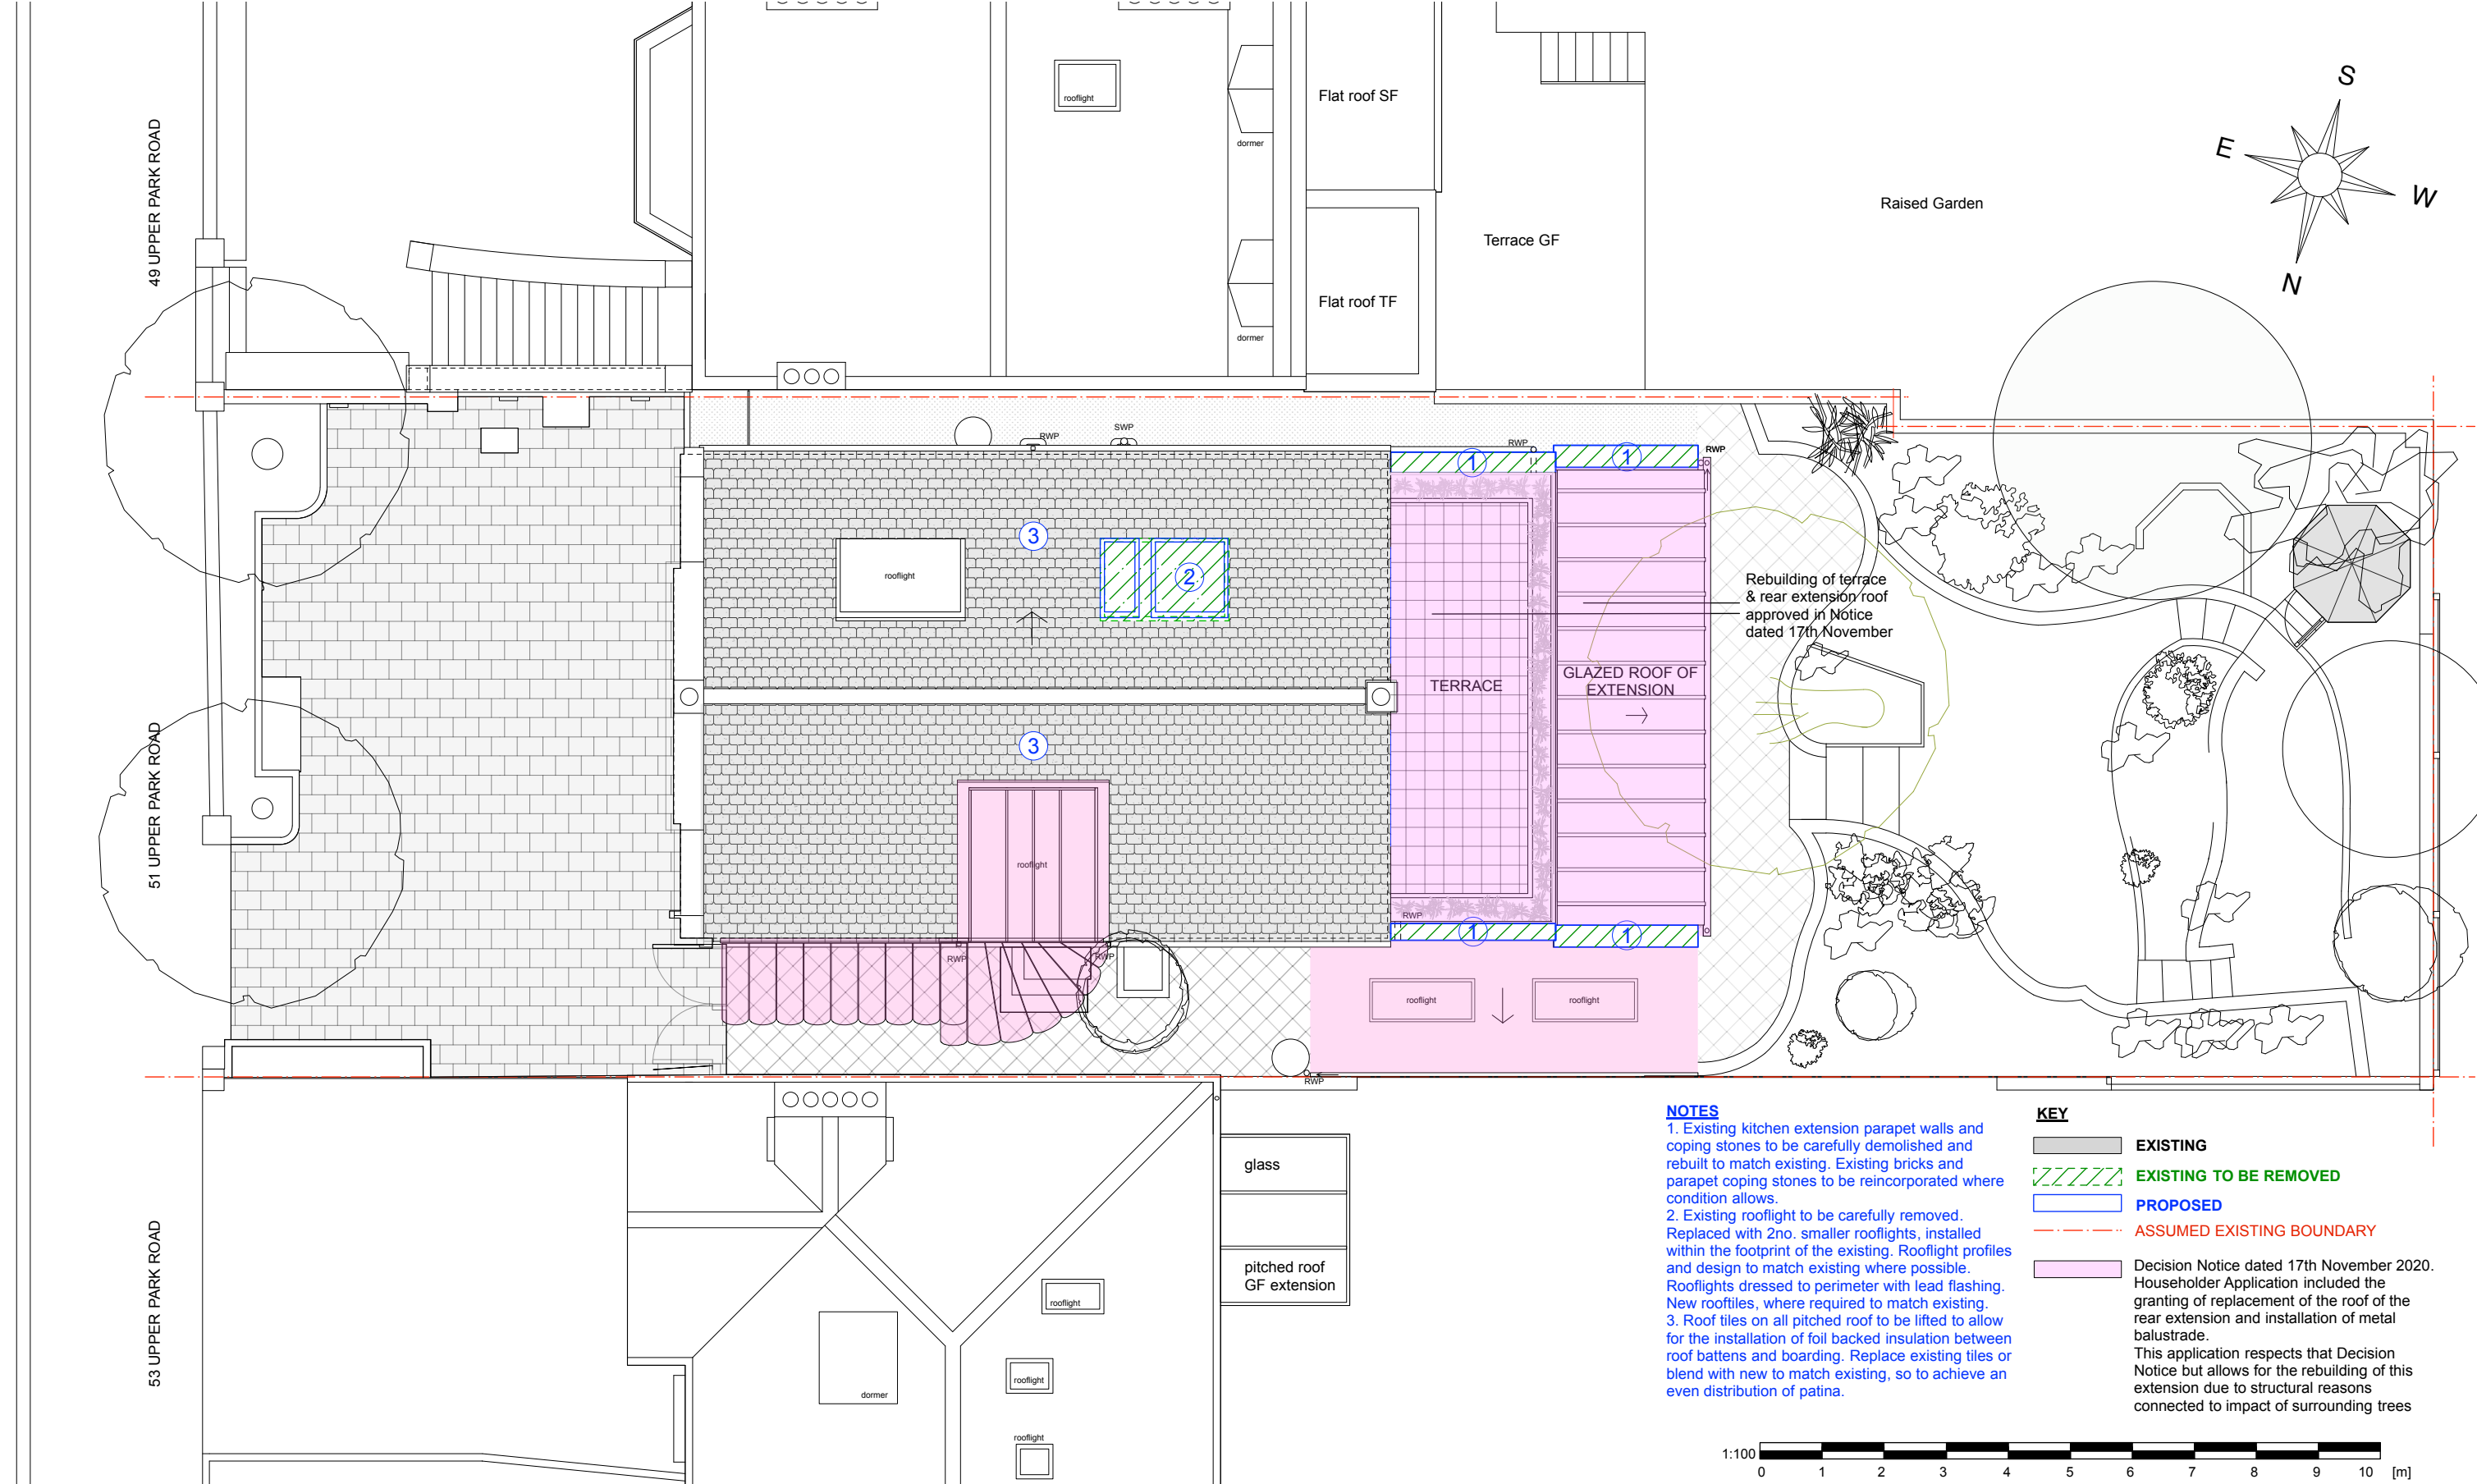 rooflight
dormer
dormer
Flat roof SF
Flat roof TF
Terrace GF
Raised Garden
S
E
W
N
49 UPPER PARK ROAD
51 UPPER PARK ROAD
53 UPPER PARK ROAD
RWP
SWP
RWP
RWP
1
1
3
rooflight
2
3
rooflight
TERRACE
GLAZED ROOF OF
EXTENSION
Rebuilding of terrace
& rear extension roof
approved in Notice
dated 17th November
RWP
1
1
RWP
RWP
rooflight
rooflight
RWP
glass
pitched roof
GF extension
rooflight
rooflight
dormer
rooflight
NOTES
1. Existing kitchen extension parapet walls and
coping stones to be carefully demolished and
rebuilt to match existing. Existing bricks and
parapet coping stones to be reincorporated where
condition allows.
2. Existing rooflight to be carefully removed.
Replaced with 2no. smaller rooflights, installed
within the footprint of the existing. Rooflight profiles
and design to match existing where possible.
Rooflights dressed to perimeter with lead flashing.
New rooftiles, where required to match existing.
3. Roof tiles on all pitched roof to be lifted to allow
for the installation of foil backed insulation between
roof battens and boarding. Replace existing tiles or
blend with new to match existing, so to achieve an
even distribution of patina.
KEY
EXISTING
EXISTING TO BE REMOVED
PROPOSED
ASSUMED EXISTING BOUNDARY
Decision Notice dated 17th November 2020.
Householder Application included the
granting of replacement of the roof of the
rear extension and installation of metal
balustrade.
This application respects that Decision
Notice but allows for the rebuilding of this
extension due to structural reasons
connected to impact of surrounding trees
1:100
0 1 2 3 4 5 6 7 8 9 10 [m]